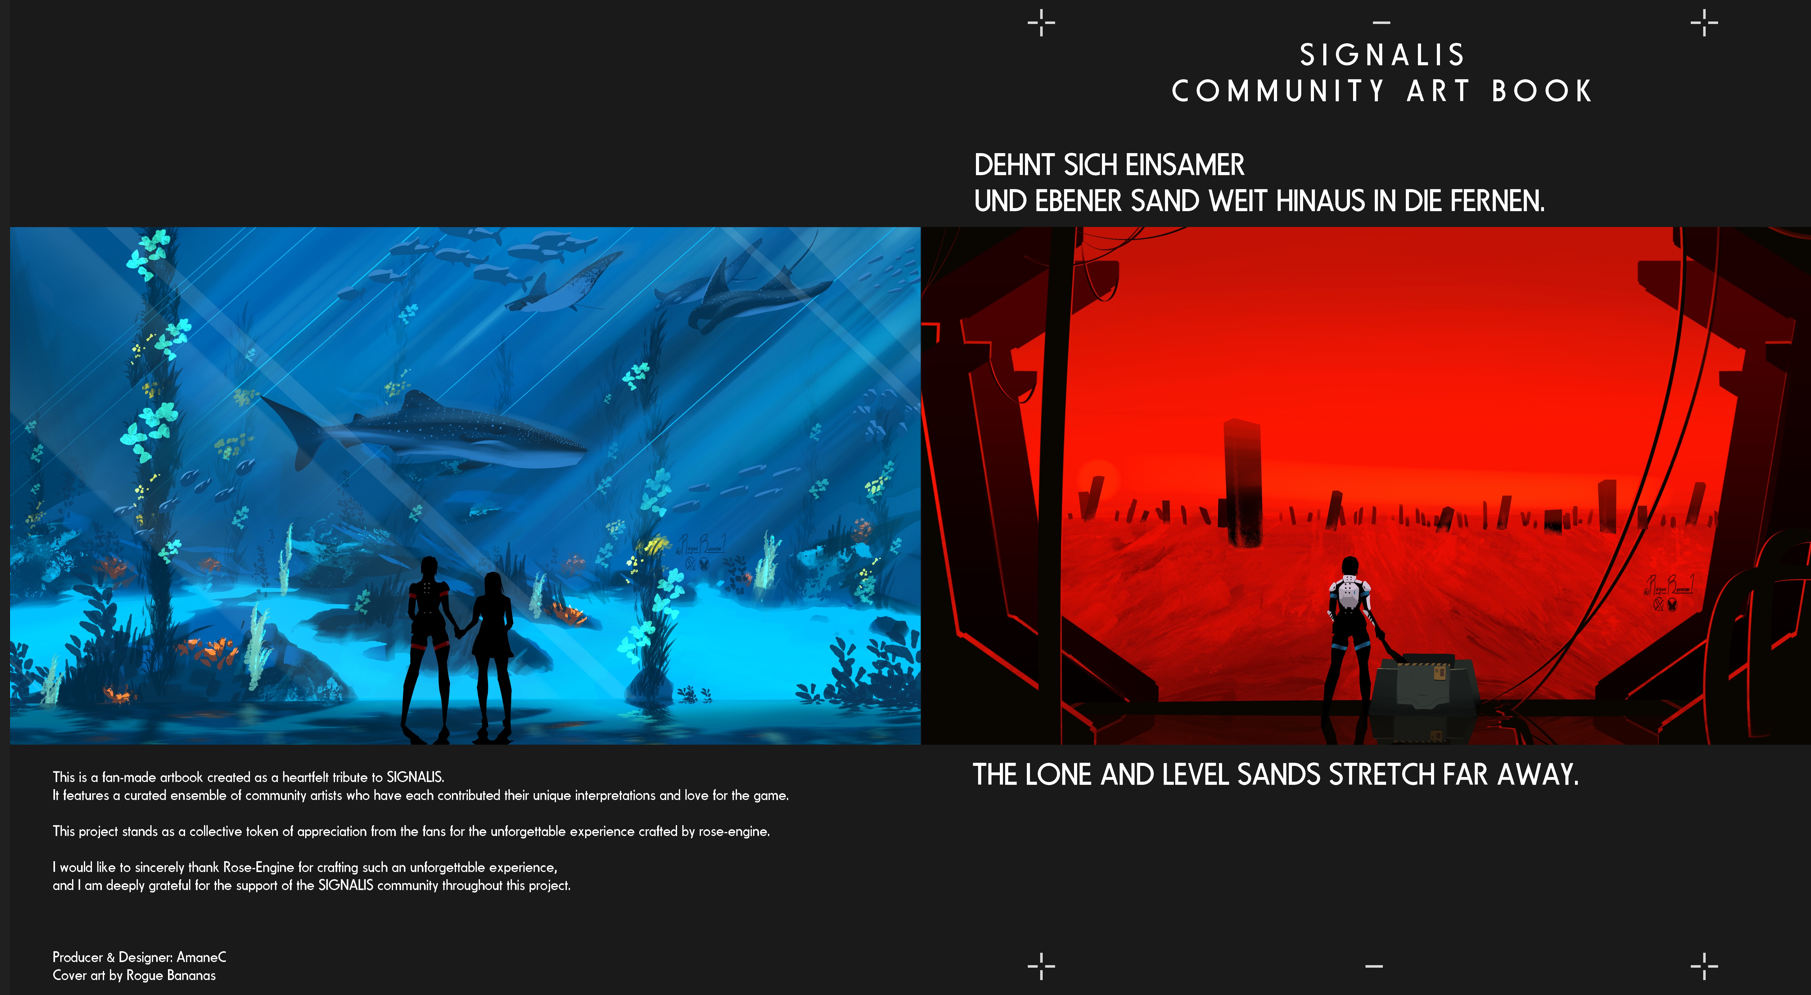 SIGNALIS
COMMUNITY ART BOOK
DEHNT SICH EINSAMER
UND EBENER SAND WEIT HINAUS IN DIE FERNEN.
THE LONE AND LEVEL SANDS STRETCH FAR AWAY.
This is a fan-made artbook created as a heartfelt tribute to SIGNALIS.
It features a curated ensemble of community artists who have each contributed their unique interpretations and love for the game.
This project stands as a collective token of appreciation from the fans for the unforgettable experience crafted by rose-engine.
I would like to sincerely thank Rose-Engine for crafting such an unforgettable experience,
and I am deeply grateful for the support of the SIGNALIS community throughout this project.
Producer & Designer: AmaneC
Cover art by Rogue Bananas